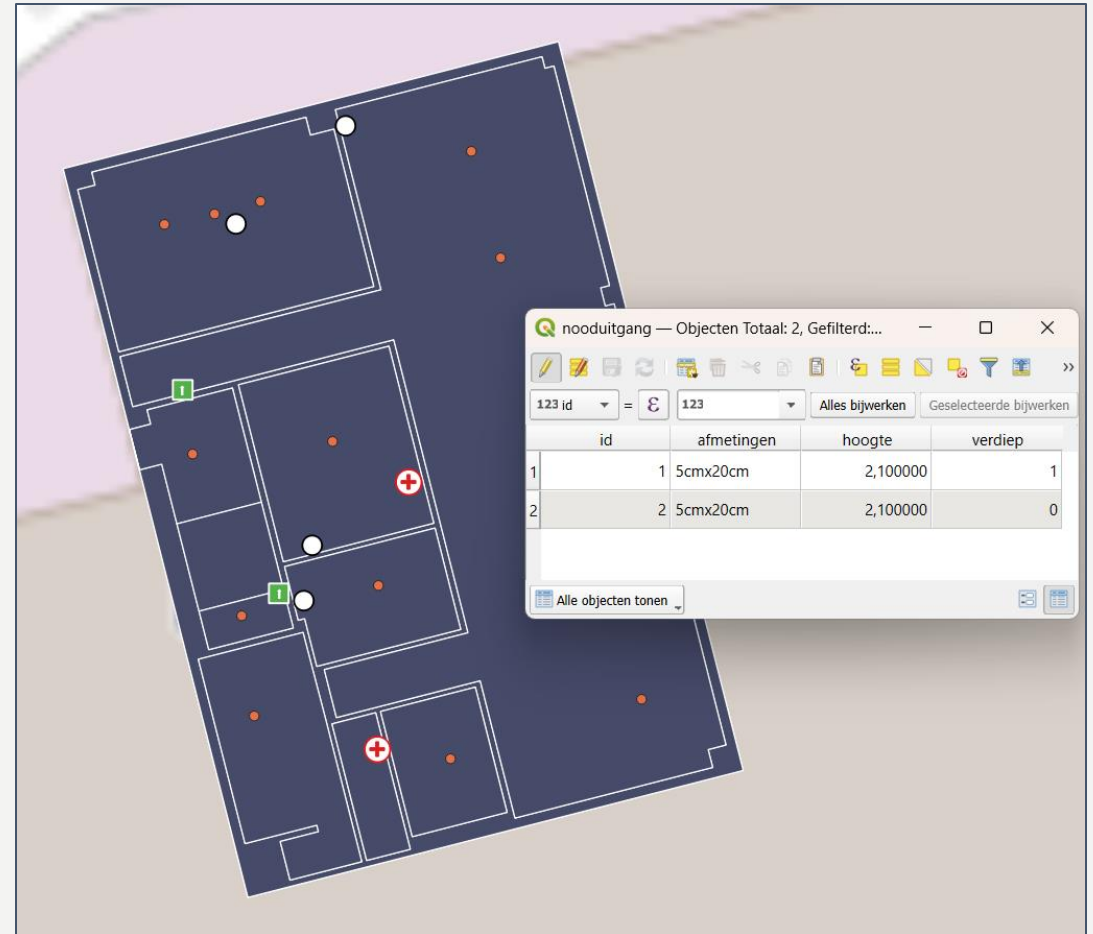 nooduitgang — Objecten Totaal: 2, Gefilterd:...
123 id = ε 123 Alles bijwerken Geselecteerde bijwerken
id afmetingen hoogte verdiep
1 1 5cmx20cm 2,100000 1
2 2 5cmx20cm 2,100000 0
Alle objecten tonen